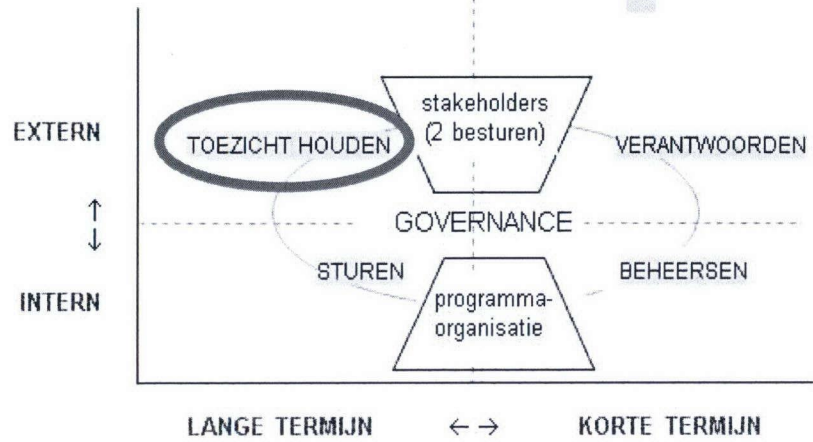 stakeholders
(2 besturen)
EXTERN
TOEZICHT HOUDEN
VERANTWOORDEN
↑
↓
GOVERNANCE
STUREN
BEHEERSEN
INTERN
programma-
organisatie
LANGE TERMIJN ← → KORTE TERMIJN